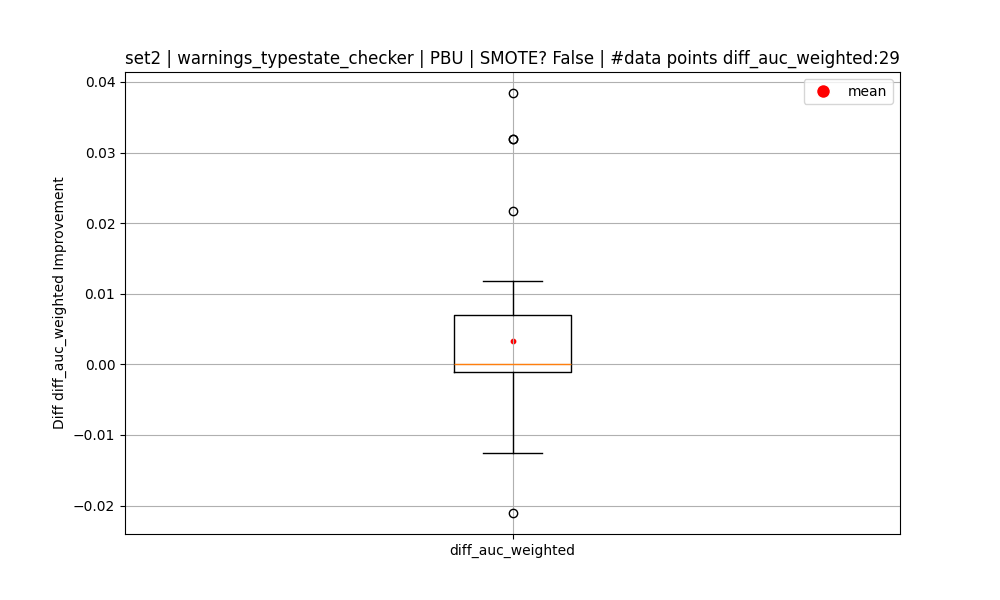 set2 | warnings_typestate_checker | PBU | SMOTE? False | #data points diff_auc_weighted:29
mean
0.04
0.03
0.02
0.01
0.00
−0.01
−0.02
Diff diff_auc_weighted Improvement
diff_auc_weighted